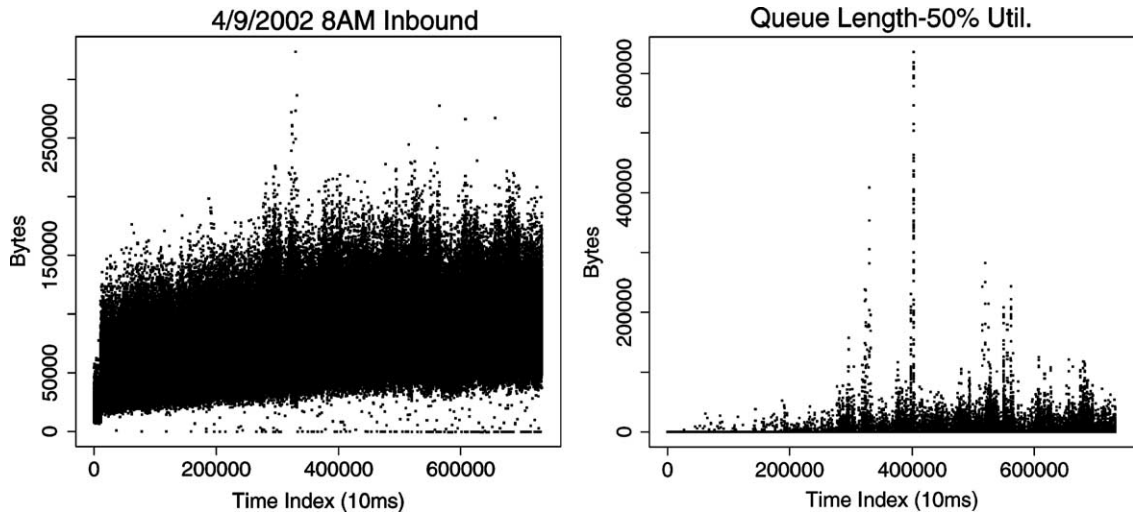 4/9/2002 8AM Inbound
Bytes
250000
150000
50000
0
0
200000
400000
600000
Time Index (10ms)
Queue Length-50% Util.
Bytes
600000
400000
200000
0
0
200000
400000
600000
Time Index (10ms)